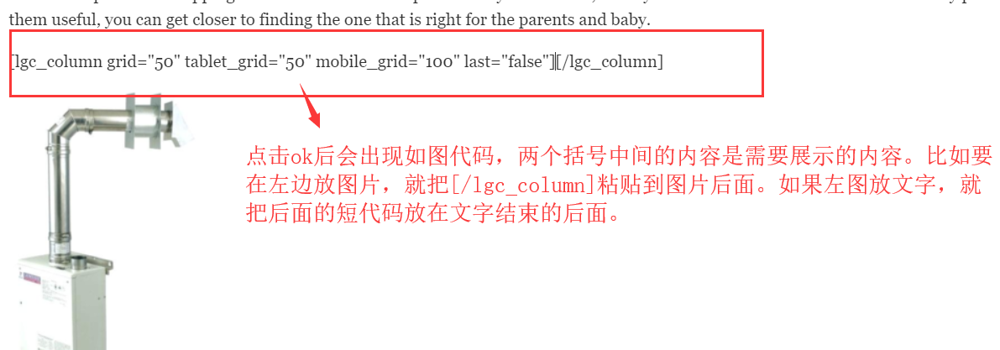 them useful, you can get closer to finding the one that is right for the parents and baby.
[lgc_column grid="50" tablet_grid="50" mobile_grid="100" last="false"][/lgc_column]
点击ok后会出现如图代码，两个括号中间的内容是需要展示的内容。比如要
在左边放图片，就把[/lgc_column]粘贴到图片后面。如果左图放文字，就
把后面的短代码放在文字结束的后面。